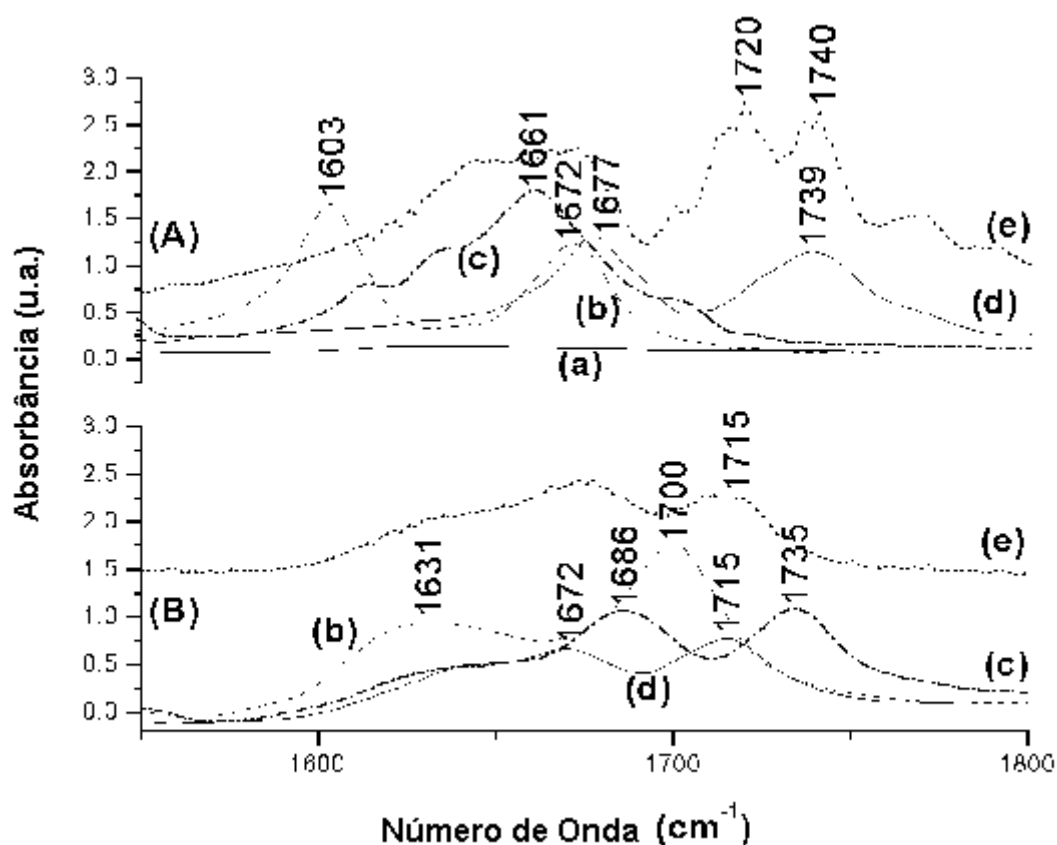 Absorbância (u.a.)
3.0
2.5
2.0
1.5
1.0
0.5
0.0
(A)
1603
1661
1672
1677
1720
1740
1739
(c)
(b)
(a)
(e)
(d)
3.0
2.5
2.0
1.5
1.0
0.5
0.0
(B)
(b)
1631
1672
1686
1700
1715
1715
1735
(d)
(e)
(c)
1600
1700
1800
Número de Onda (cm⁻¹)